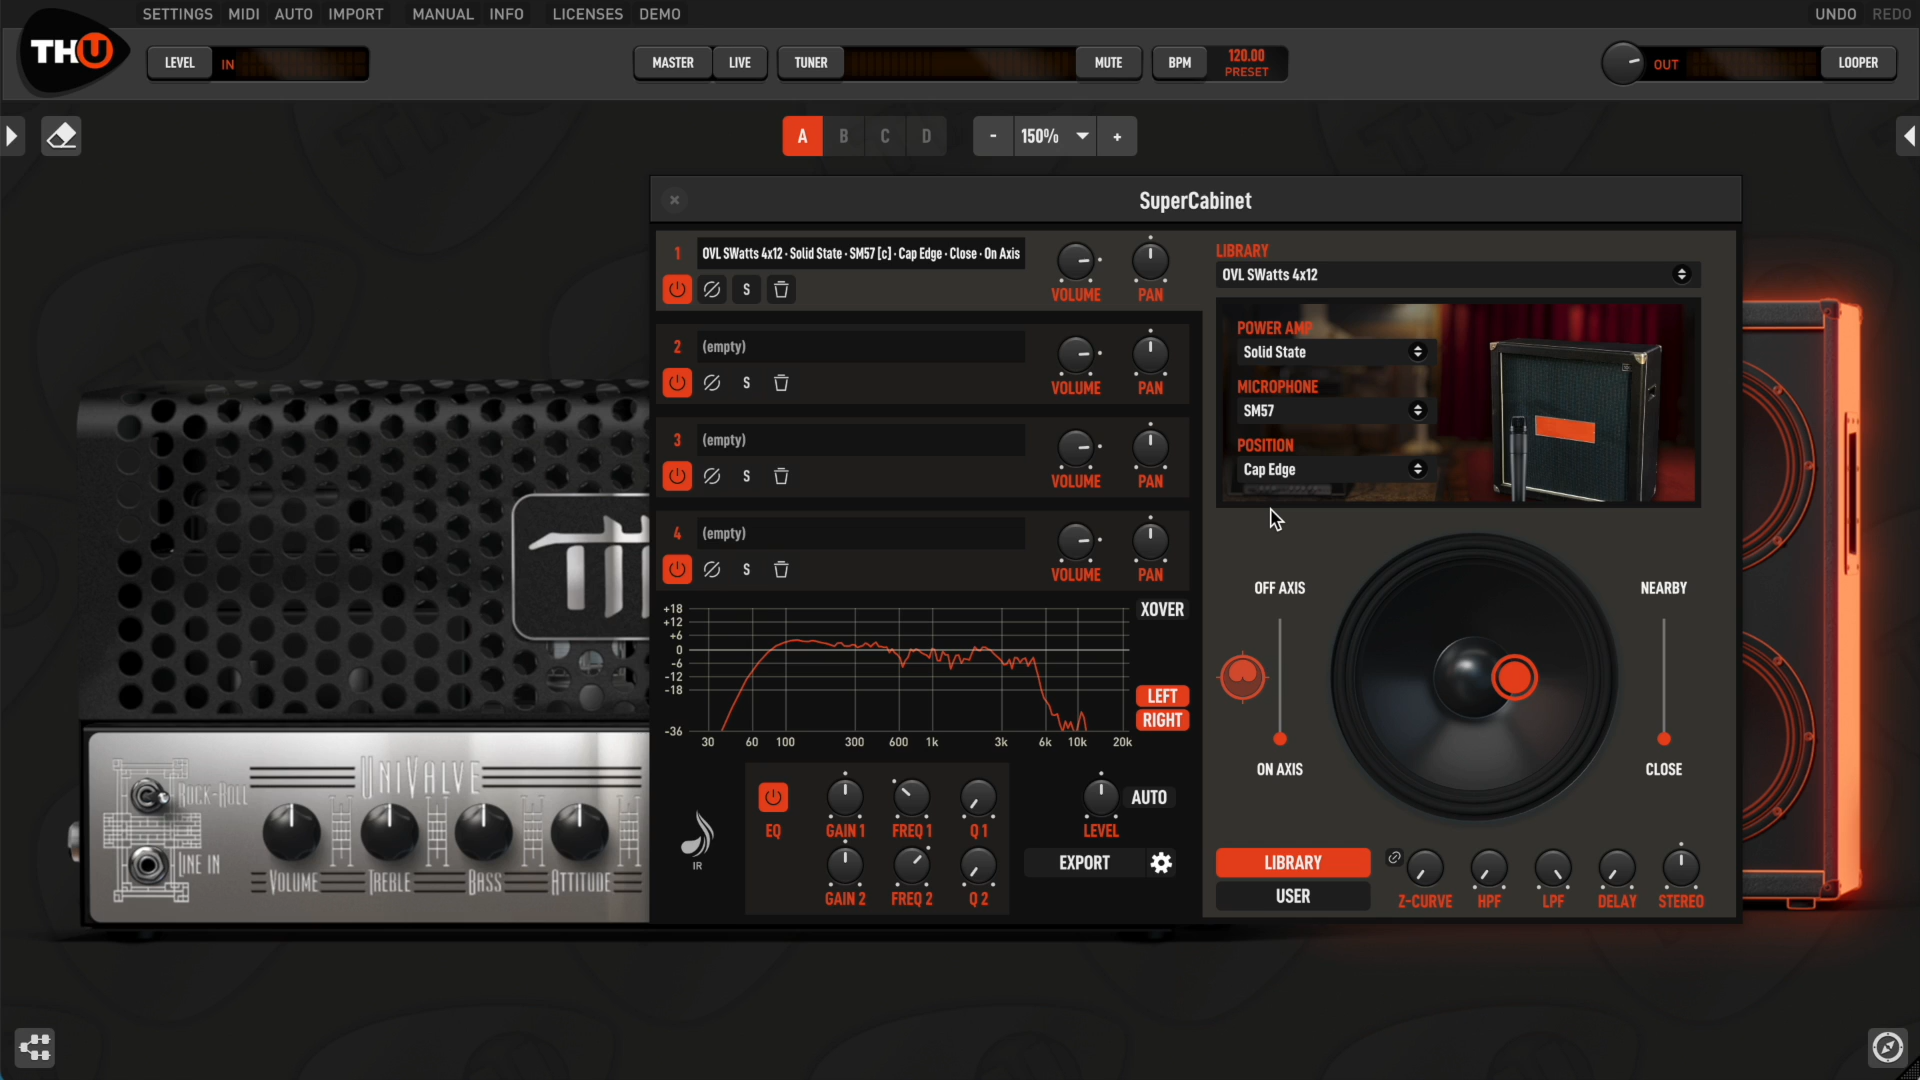 SETTINGS MIDI AUTO IMPORT MANUAL INFO LICENSES DEMO UNDO REDO
THU
LEVEL IN MASTER LIVE TUNER MUTE BPM 120.00 PRESET OUT LOOPER
A B C D - 150% +
SuperCabinet
1 OVL SWatts 4x12 · Solid State · SM57 [c] · Cap Edge · Close · On Axis
S VOLUME PAN
2 (empty)
S VOLUME PAN
3 (empty)
S VOLUME PAN
4 (empty)
S VOLUME PAN
LIBRARY
OVL SWatts 4x12
POWER AMP
Solid State
MICROPHONE
SM57
POSITION
Cap Edge
OFF AXIS NEARBY
ON AXIS CLOSE
+18
+12
+6
0
-6
-12
-18
-36
30 60 100 300 600 1k 3k 6k 10k 20k
XOVER
LEFT
RIGHT
IR
EQ GAIN 1 FREQ 1 Q 1
GAIN 2 FREQ 2 Q 2
LEVEL AUTO
EXPORT
LIBRARY
USER
Z-CURVE HPF LPF DELAY STEREO
UNIVALVE
ROCK-ROLL
LINE IN
VOLUME TREBLE BASS ATTITUDE